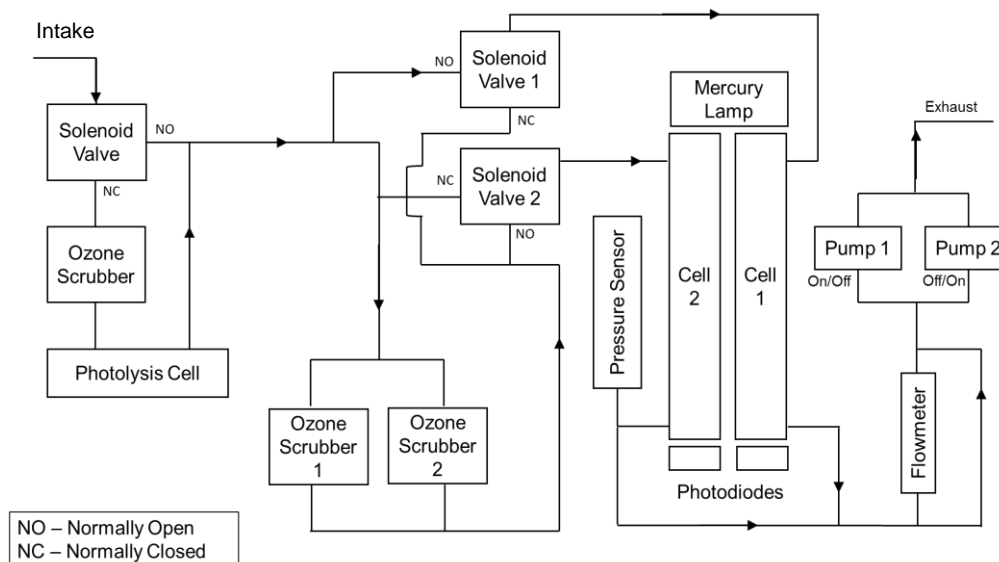 Intake
Solenoid
Valve
NO
NC
Ozone
Scrubber
Photolysis Cell
NO
Solenoid
Valve 1
NC
NC
Solenoid
Valve 2
NO
Ozone
Scrubber
1
Ozone
Scrubber
2
Pressure Sensor
Mercury
Lamp
Cell
2
Cell
1
Photodiodes
Exhaust
Pump 1
On/Off
Pump 2
Off/On
Flowmeter
NO – Normally Open
NC – Normally Closed